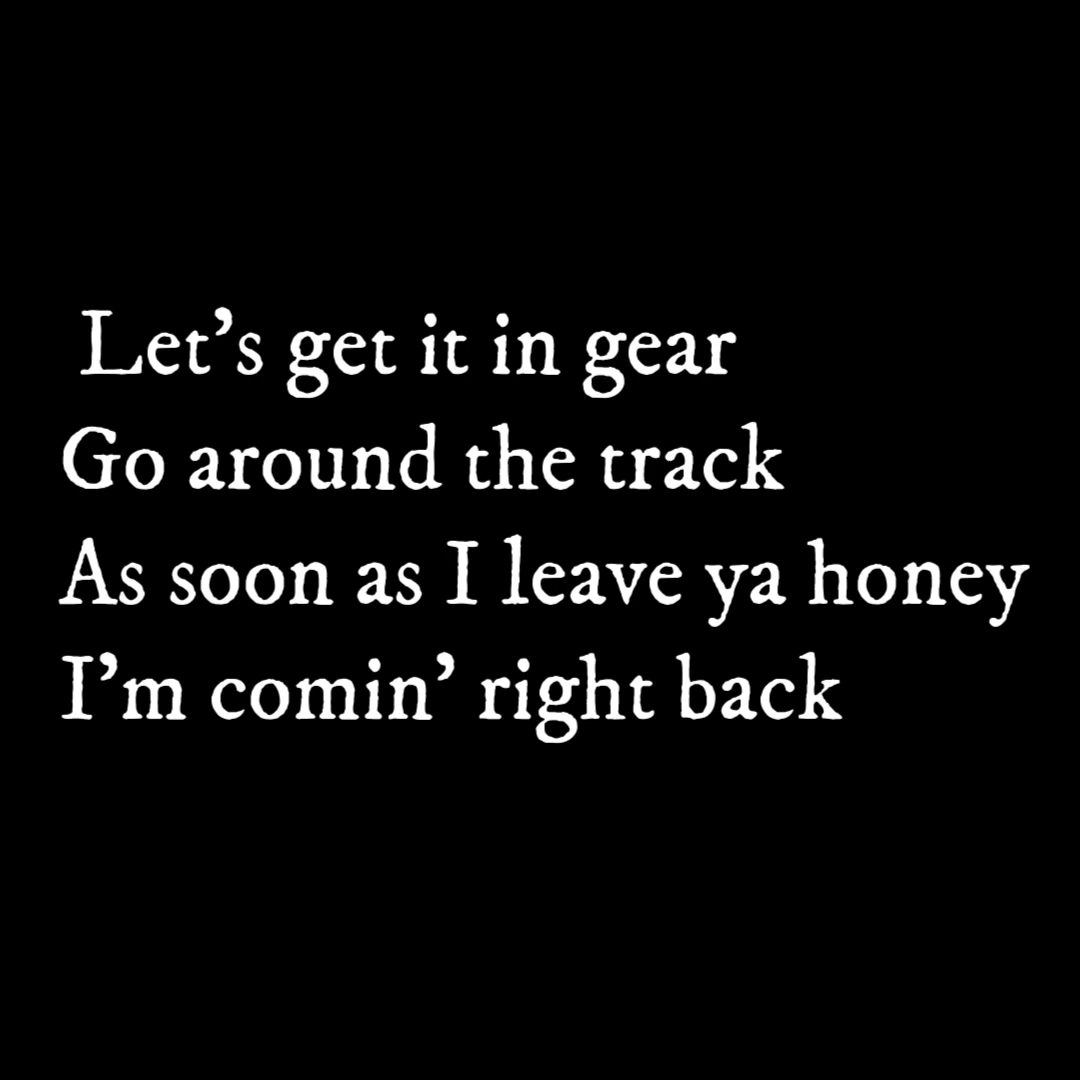 Let’s get it in gear
Go around the track
As soon as I leave ya honey
I’m comin’ right back